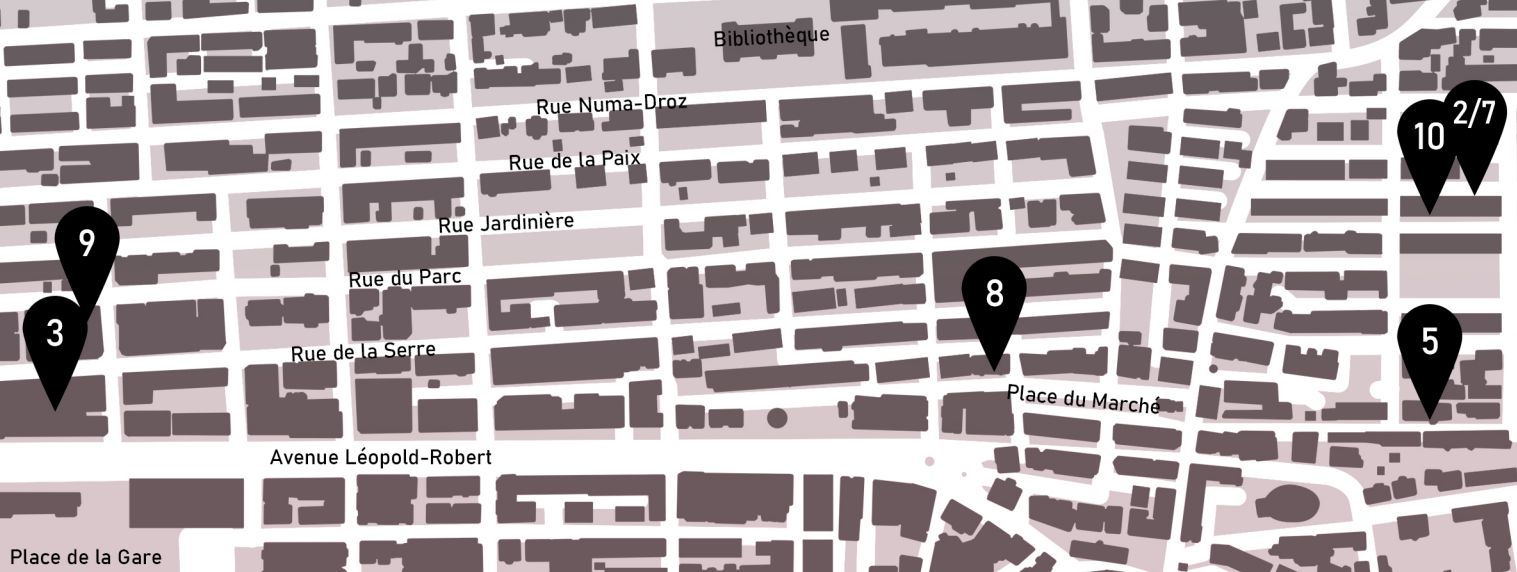 Bibliothèque
Rue Numa-Droz
2/7
10
Rue de la Paix
Rue Jardinière
9
Rue du Parc
8
3
Rue de la Serre
5
Place du Marché
Avenue Léopold-Robert
Place de la Gare